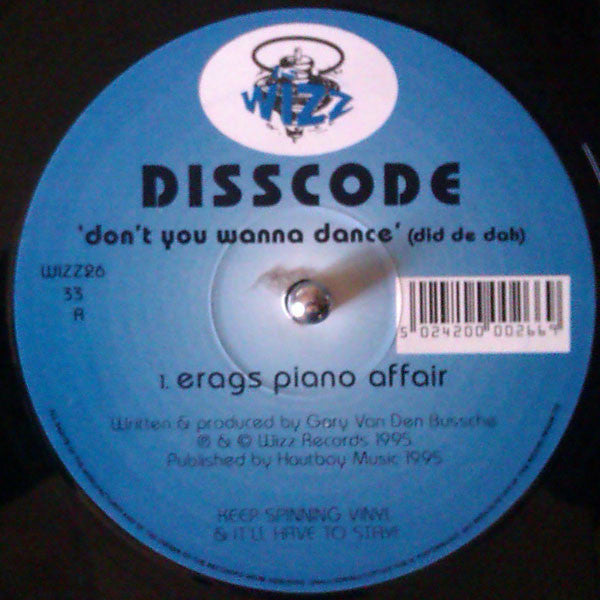 Wizz
DISSCODE
'don't you wanna dance' (did de dah)
WIZZ26
33
A
5 024200 002669
1. erags piano affair
Written & produced by Gary Van Den Bussche
℗ & © Wizz Records 1995
Published by Hautboy Music 1995
KEEP SPINNING VINYL
& IT'LL HAVE TO STAY!